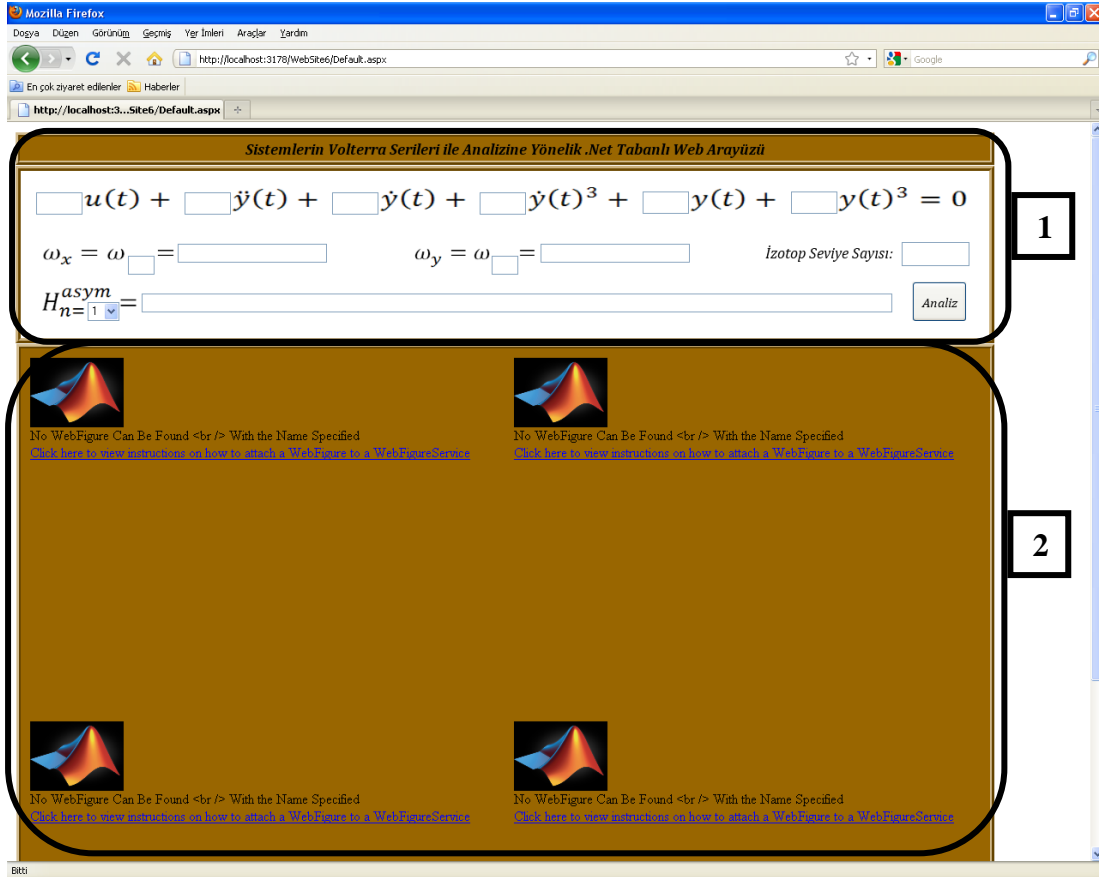 Mozilla Firefox
Dosya Düzen Görünüm Geçmiş Yer İmleri Araçlar Yardım
http://localhost:3178/WebSite6/Default.aspx Google
En çok ziyaret edilenler Haberler
http://localhost:3...Site6/Default.aspx
Sistemlerin Volterra Serileri ile Analizine Yönelik .Net Tabanlı Web Arayüzü
u(t) + ÿ(t) + ẏ(t) + ẏ(t)³ + y(t) + y(t)³ = 0
1
ωₓ = ω = ω_y = ω = İzotop Seviye Sayısı:
H_{n=1}^{asym} = Analiz
No WebFigure Can Be Found <br /> With the Name Specified No WebFigure Can Be Found <br /> With the Name Specified
Click here to view instructions on how to attach a WebFigure to a WebFigureService Click here to view instructions on how to attach a WebFigure to a WebFigureService
2
No WebFigure Can Be Found <br /> With the Name Specified No WebFigure Can Be Found <br /> With the Name Specified
Click here to view instructions on how to attach a WebFigure to a WebFigureService Click here to view instructions on how to attach a WebFigure to a WebFigureService
Bitti